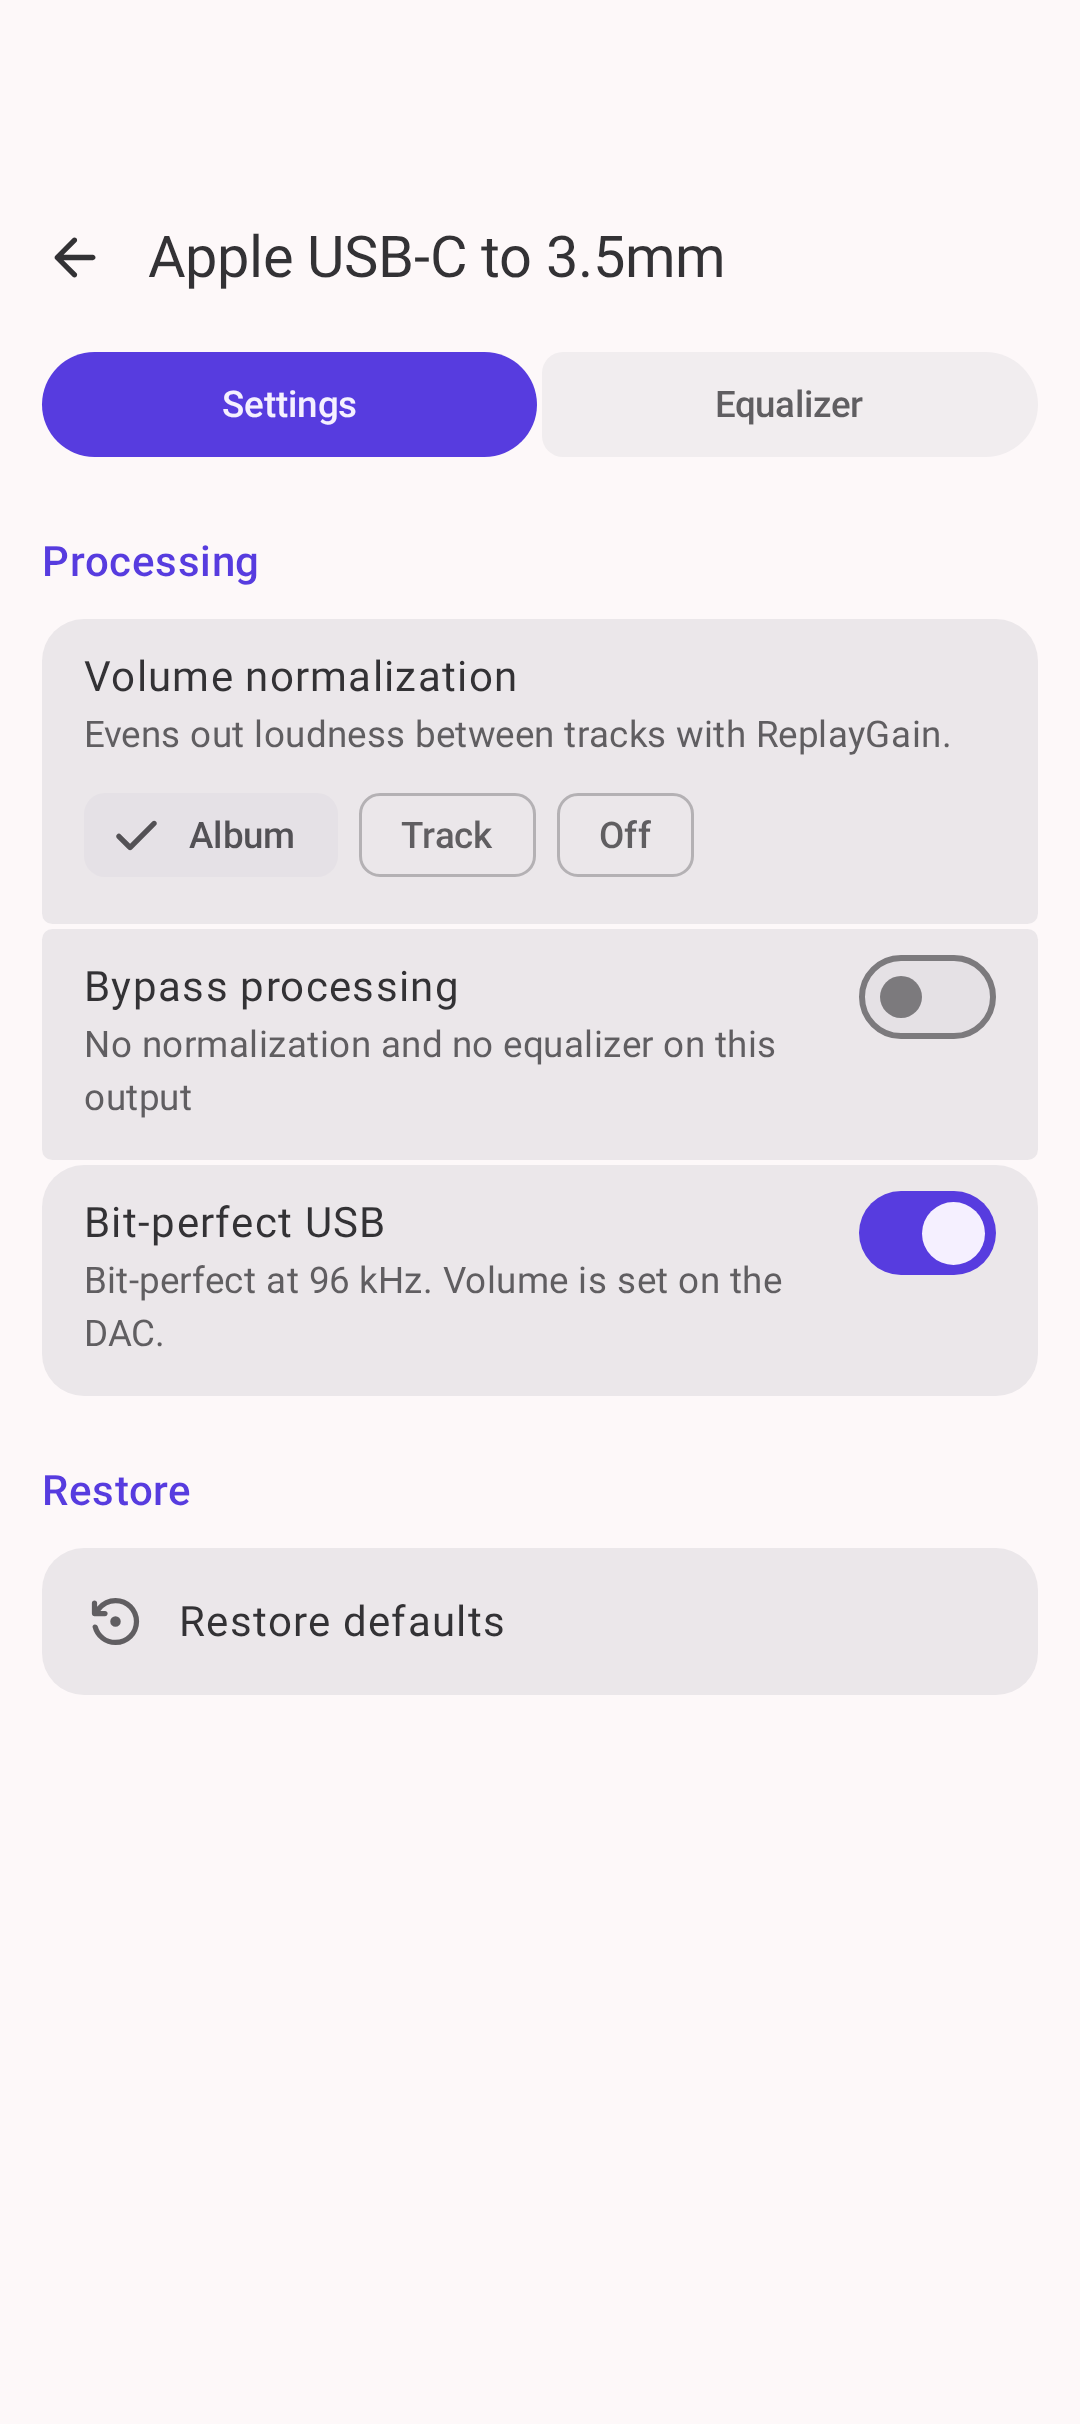 Apple USB-C to 3.5mm
Settings
Equalizer
Processing
Volume normalization
Evens out loudness between tracks with ReplayGain.
Album
Track
Off
Bypass processing
No normalization and no equalizer on this
output
Bit-perfect USB
Bit-perfect at 96 kHz. Volume is set on the
DAC.
Restore
Restore defaults